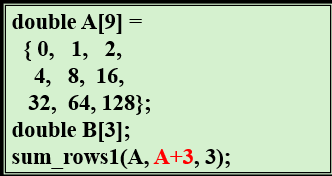 double A[9] =
{ 0, 1, 2,
4, 8, 16,
32, 64, 128};
double B[3];
sum_rows1(A, A+3, 3);